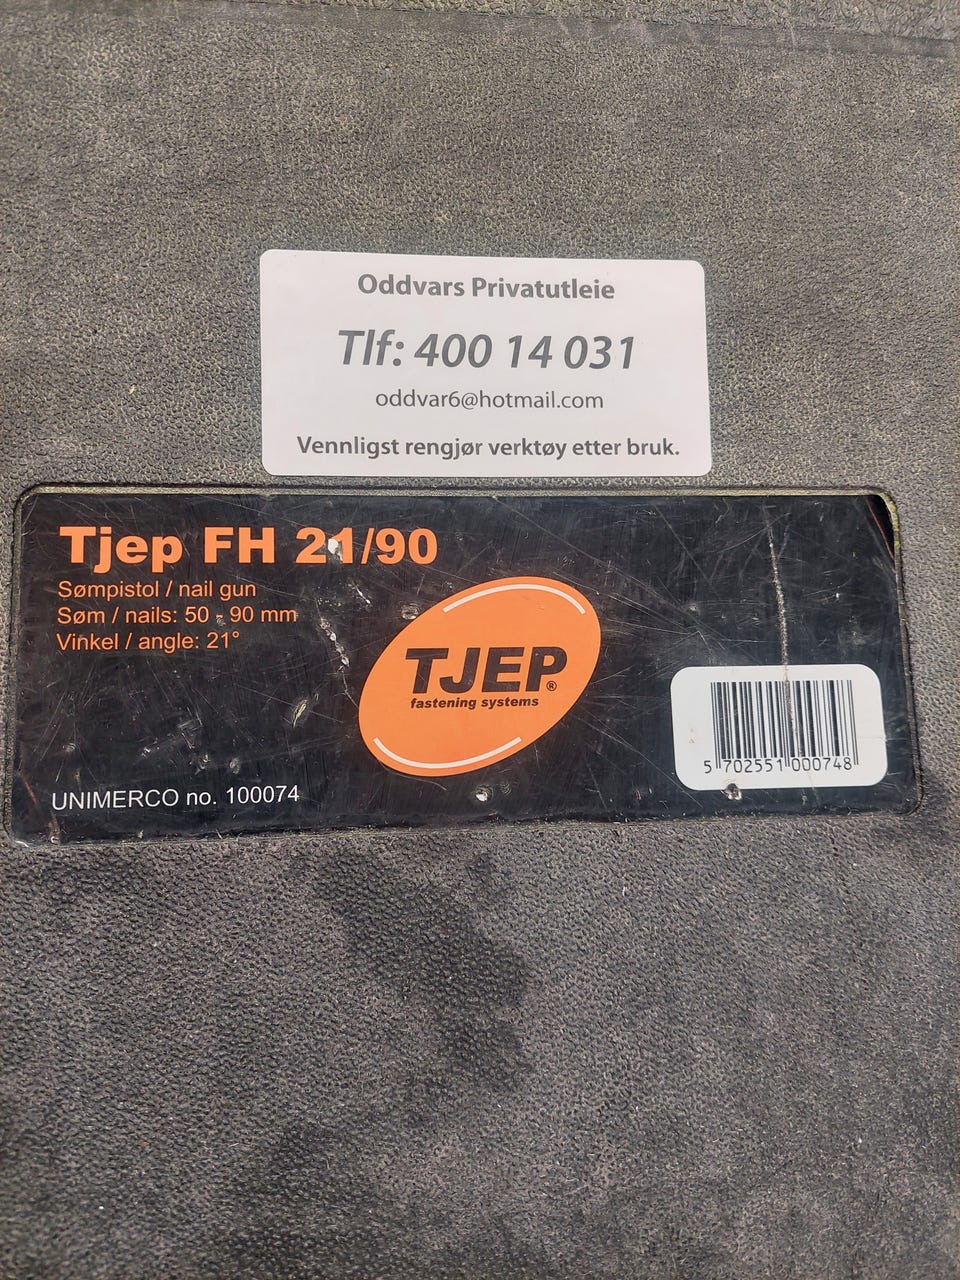 Oddvars Privatutleie
Tlf: 400 14 031
oddvar6@hotmail.com
Vennligst rengjør verktøy etter bruk.
Tjep FH 21/90
Sømpistol / nail gun
Søm / nails: 50 - 90 mm
Vinkel / angle: 21°
TJEP®
fastening systems
5 702551 000748
UNIMERCO no. 100074